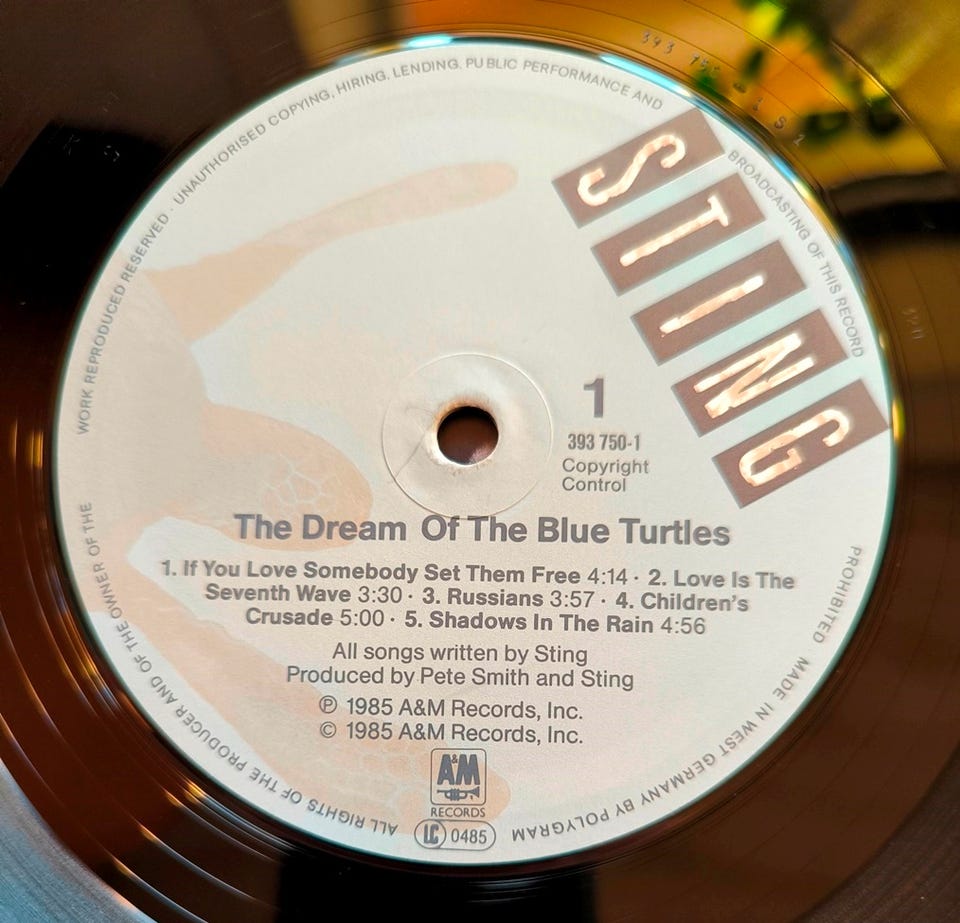 WORK REPRODUCED RESERVED · UNAUTHORISED COPYING, HIRING, LENDING, PUBLIC PERFORMANCE AND
BROADCASTING OF THIS RECORD
PROHIBITED MADE IN WEST GERMANY BY POLYGRAM
ALL RIGHTS OF THE PRODUCER AND OF THE OWNER OF THE
STING
1
393 750-1
Copyright
Control
The Dream Of The Blue Turtles
1. If You Love Somebody Set Them Free 4:14 · 2. Love Is The
Seventh Wave 3:30 · 3. Russians 3:57 · 4. Children's
Crusade 5:00 · 5. Shadows In The Rain 4:56
All songs written by Sting
Produced by Pete Smith and Sting
℗ 1985 A&M Records, Inc.
© 1985 A&M Records, Inc.
A&M
RECORDS
LC 0485